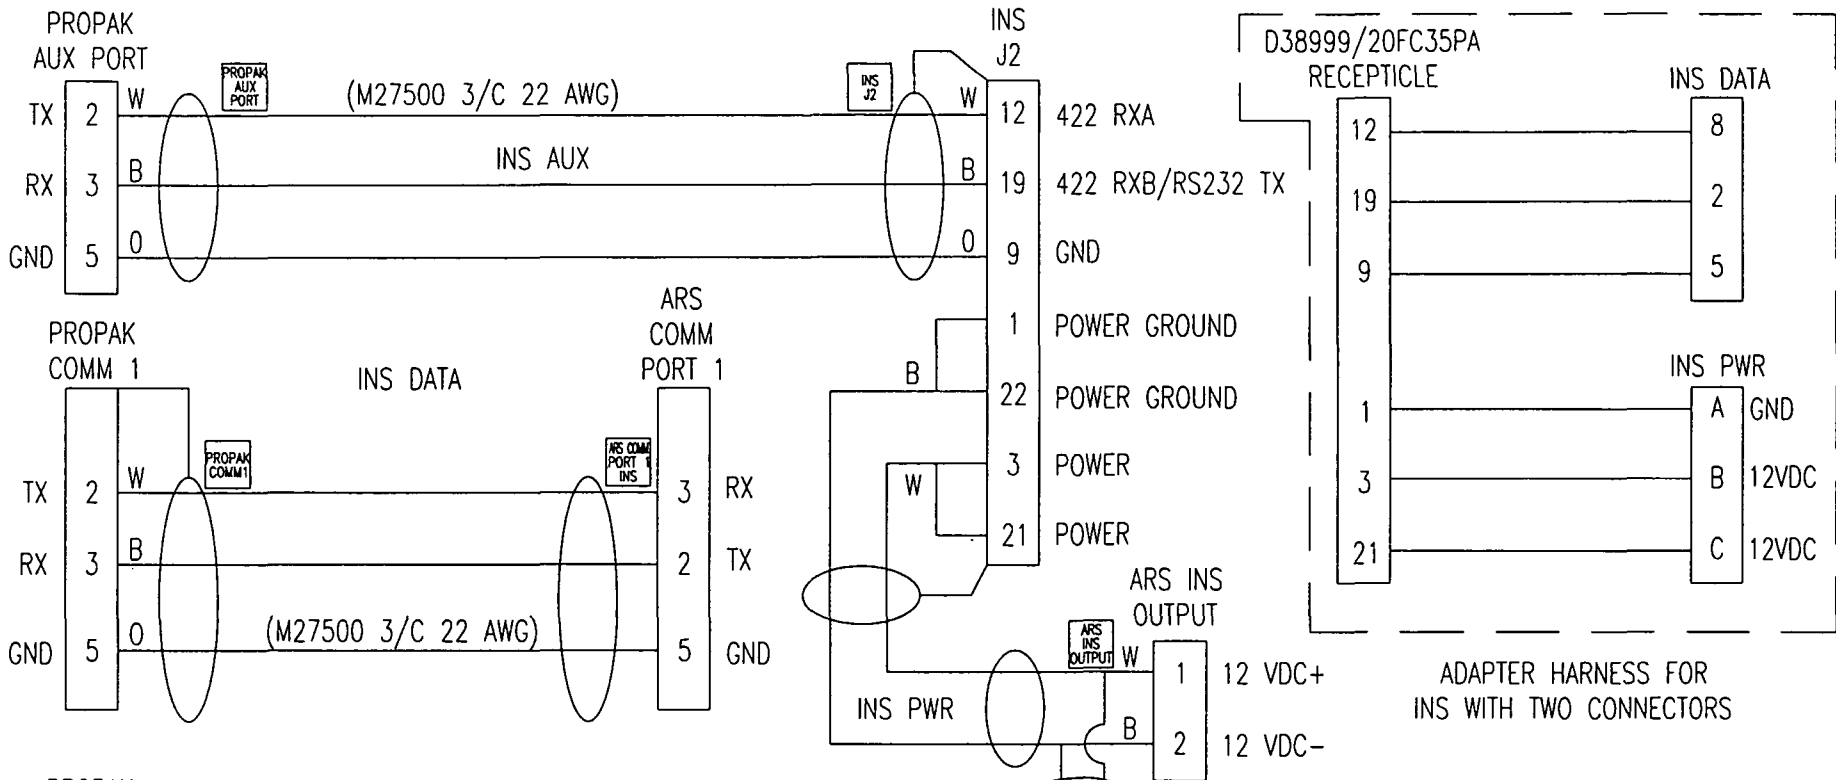 PROPAK
AUX PORT
TX 2 W
RX 3 B
GND 5 O
PROPAK
AUX
PORT
(M27500 3/C 22 AWG)
INS AUX
INS
J2
INS
J2
W 12 422 RXA
B 19 422 RXB/RS232 TX
O 9 GND
1 POWER GROUND
B 22 POWER GROUND
3 POWER
W
21 POWER
PROPAK
COMM 1
INS DATA
ARS
COMM
PORT 1
PROPAK
COMM1
ARS COMM
PORT 1
INS
TX 2 W 3 RX
RX 3 B 2 TX
GND 5 O (M27500 3/C 22 AWG) 5 GND
ARS INS
OUTPUT
ARS
INS
OUTPUT
W 1 12 VDC+
INS PWR
B 2 12 VDC-
D38999/20FC35PA
RECEPTICLE
INS DATA
12 8
19 2
9 5
INS PWR
1 A GND
3 B 12VDC
21 C 12VDC
ADAPTER HARNESS FOR
INS WITH TWO CONNECTORS